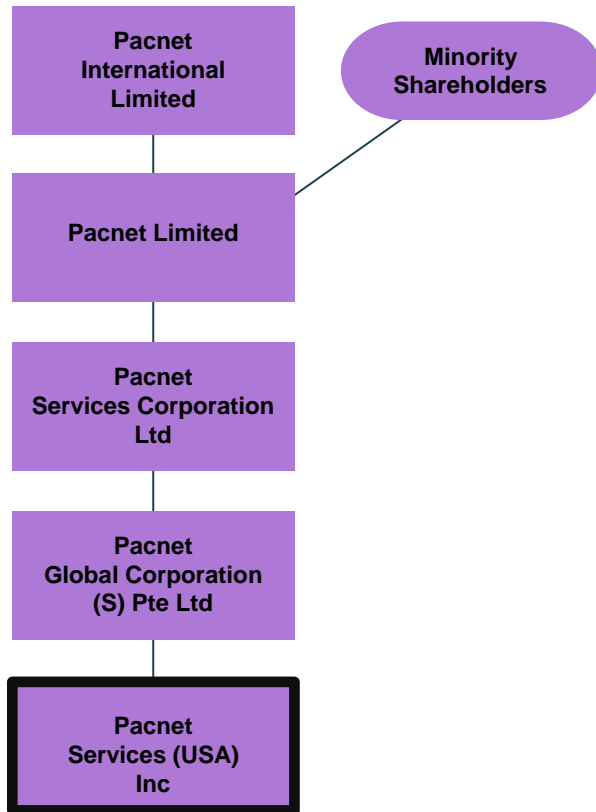 Pacnet
International
Limited
Minority
Shareholders
Pacnet Limited
Pacnet
Services Corporation
Ltd
Pacnet
Global Corporation
(S) Pte Ltd
Pacnet
Services (USA)
Inc